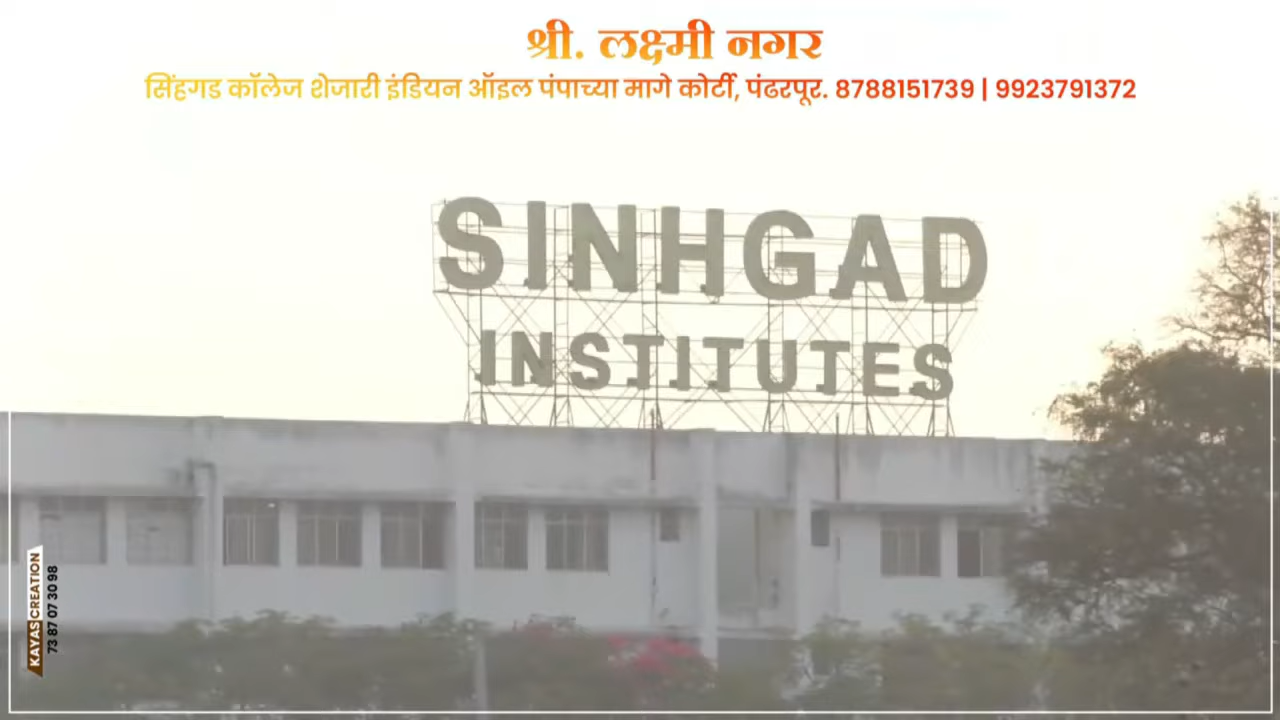 श्री. लक्ष्मी नगर
सिंहगड कॉलेज शेजारी इंडियन ऑइल पंपाच्या मागे कोर्टी, पंढरपूर. 8788151739 | 9923791372
SINHGAD
INSTITUTES
KAYAS CREATION
73 87 07 30 98